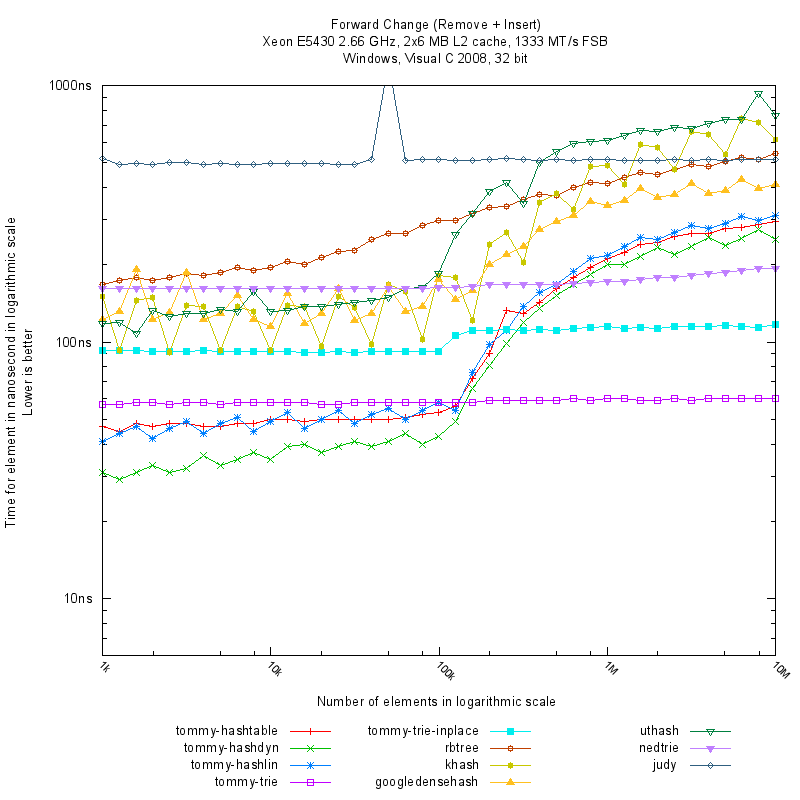 Forward Change (Remove + Insert)
Xeon E5430 2.66 GHz, 2x6 MB L2 cache, 1333 MT/s FSB
Windows, Visual C 2008, 32 bit
1000ns
100ns
10ns
Time for element in nanosecond in logarithmic scale
Lower is better
1k
10k
100k
1M
10M
Number of elements in logarithmic scale
tommy-hashtable
tommy-hashdyn
tommy-hashlin
tommy-trie
tommy-trie-inplace
rbtree
khash
googledensehash
uthash
nedtrie
judy